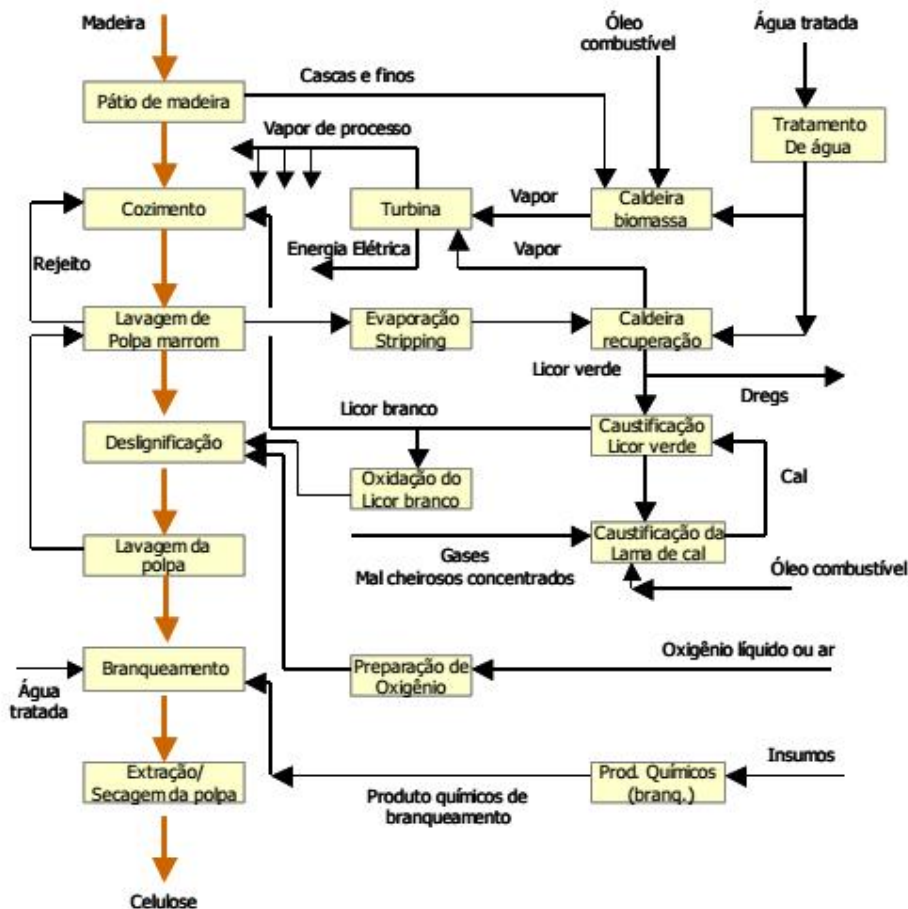 Madeira
Óleo
combustível
Água tratada
Cascas e finos
Pátio de madeira
Vapor de processo
Tratamento
De água
Cozimento
Turbina
Vapor
Caldeira
biomassa
Energia Elétrica
Vapor
Rejeito
Lavagem de
Polpa marrom
Evaporação
Stripping
Caldeira
recuperação
Licor verde
Dregs
Licor branco
Deslignificação
Caustificação
Licor verde
Oxidação do
Licor branco
Cal
Lavagem da
polpa
Gases
Mal cheirosos concentrados
Caustificação da
Lama de cal
Óleo combustível
Branqueamento
Preparação de
Oxigênio
Oxigênio líquido ou ar
Água
tratada
Extração/
Secagem da polpa
Produto químicos de
branqueamento
Prod. Químicos
(branq.)
Insumos
Celulose